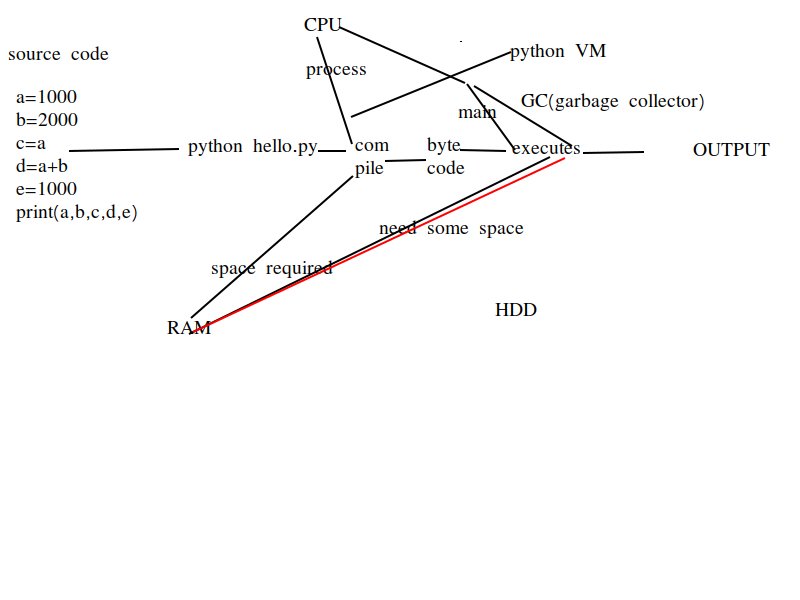 CPU
source code
python VM
process
a=1000
GC(garbage collector)
b=2000
main
c=a
python hello.py
com
pile
byte
code
executes
OUTPUT
d=a+b
e=1000
print(a,b,c,d,e)
need some space
space required
HDD
RAM